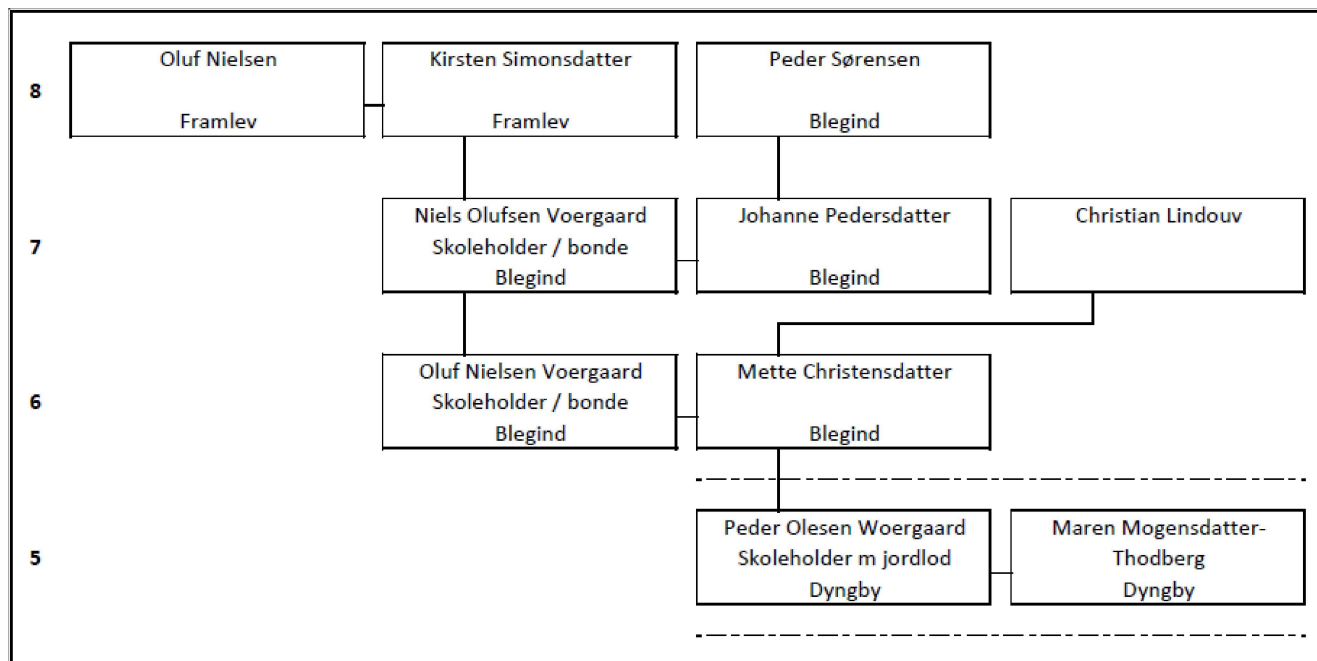 8
Oluf Nielsen
Framlev
Kirsten Simonsdatter
Framlev
Peder Sørensen
Blegind
7
Niels Olufsen Voergaard
Skoleholder / bonde
Blegind
Johanne Pedersdatter
Blegind
Christian Lindouv
6
Oluf Nielsen Voergaard
Skoleholder / bonde
Blegind
Mette Christensdatter
Blegind
5
Peder Olesen Woergaard
Skoleholder m jordlod
Dyngby
Maren Mogensdatter-
Thodberg
Dyngby